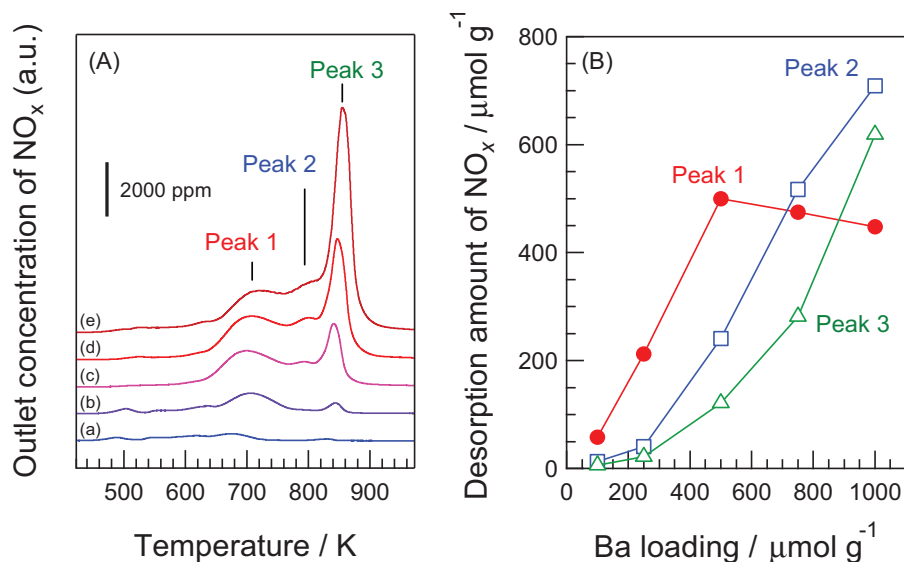 (A)
Peak 3
2000 ppm
Peak 2
Peak 1
(e)
(d)
(c)
(b)
(a)
500 600 700 800 900
Temperature / K
Outlet concentration of NOx (a.u.)
(B)
Peak 2
Peak 1
Peak 3
800
600
400
200
0
0 200 400 600 800 1000
Ba loading / μmol g-1
Desorption amount of NOx / μmol g-1